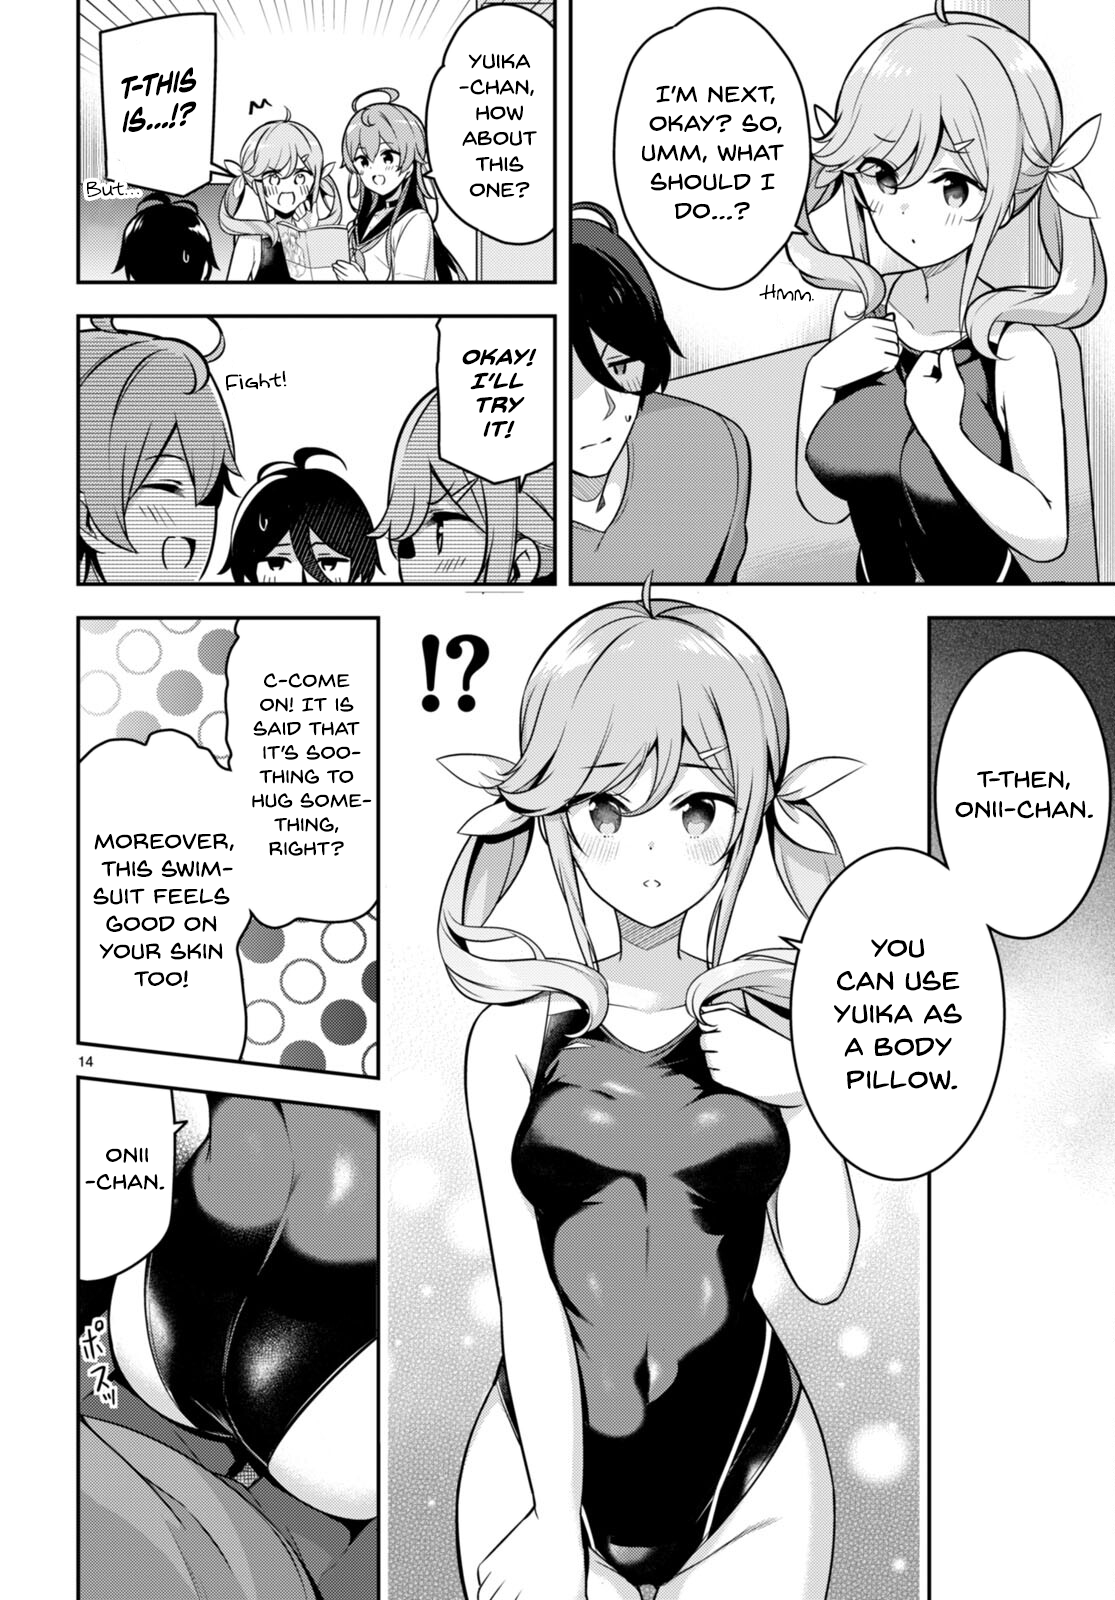 I'M NEXT,
OKAY? SO,
UMM, WHAT
SHOULD I
DO...?
Hmm.
YUIKA
-CHAN,
HOW
ABOUT
THIS
ONE?
T-THIS
IS....!?
But...
OKAY!
I'LL
TRY
IT!
Fight!
T-THEN,
ONII-CHAN.
YOU
CAN USE
YUIKA AS
A BODY
PILLOW.
!?
C-COME
ON! IT IS
SAID THAT
IT'S SOO-
THING TO
HUG SOME-
THING,
RIGHT?
MOREOVER,
THIS SWIM-
SUIT FEELS
GOOD ON
YOUR SKIN
TOO!
14
ONII
-CHAN.
ポスッ